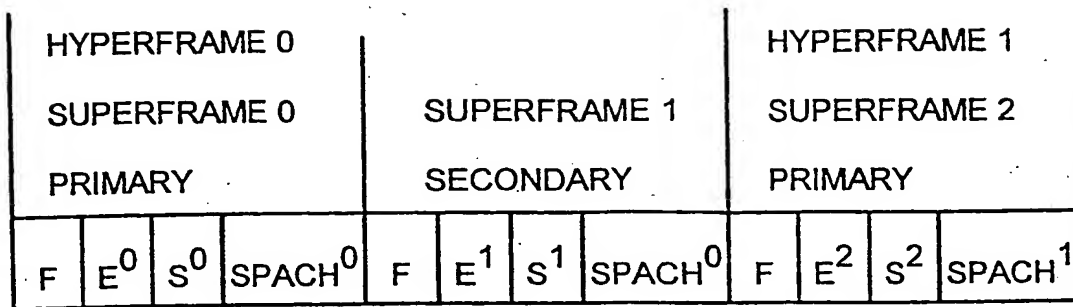 HYPERFRAME 0 HYPERFRAME 1
SUPERFRAME 0 SUPERFRAME 1 SUPERFRAME 2
PRIMARY SECONDARY PRIMARY
F E⁰ S⁰ SPACH⁰ F E¹ S¹ SPACH⁰ F E² S² SPACH¹